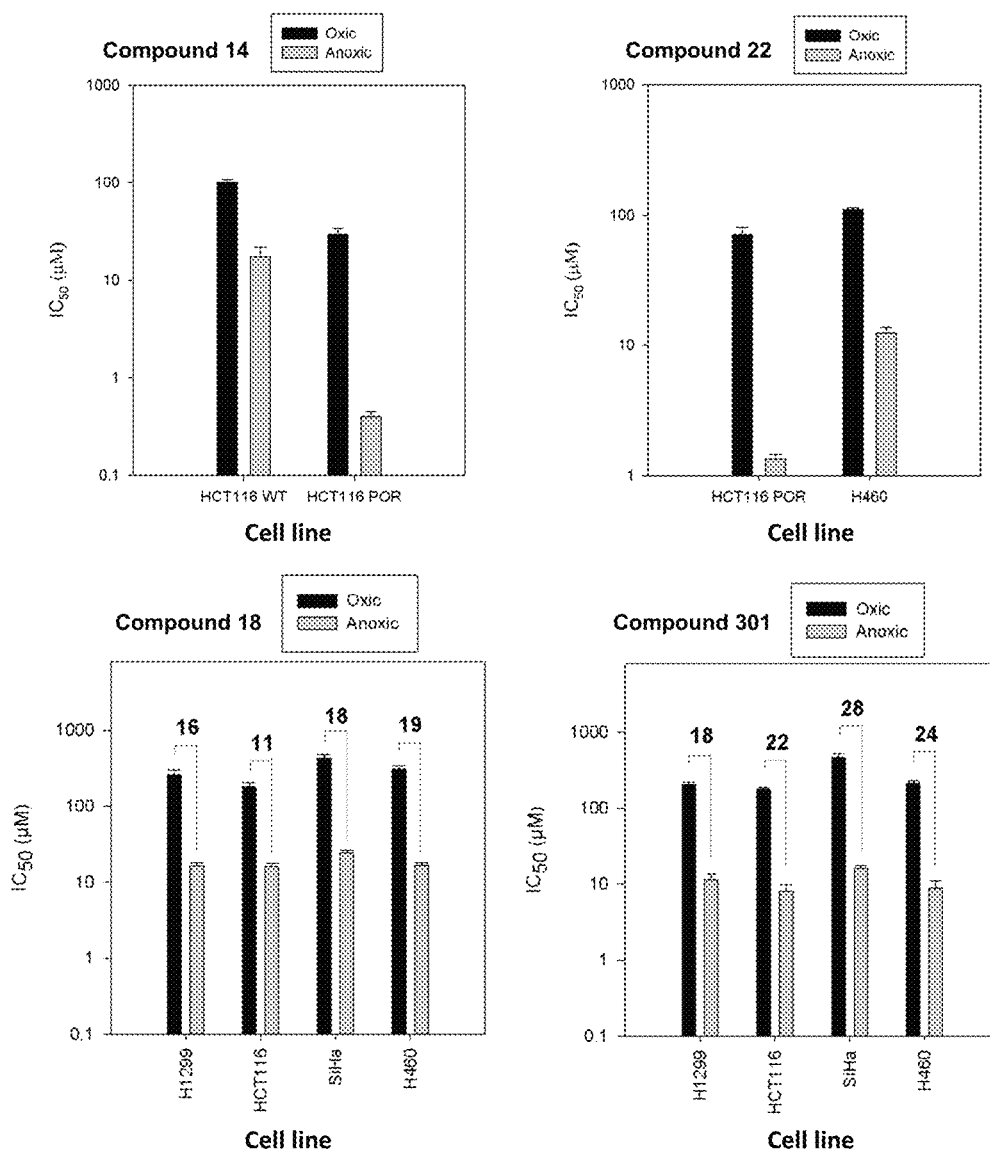 Compound 14
Oxic
Anoxic
1000
100
10
1
0.1
IC50 (µM)
HCT116 WT
HCT116 POR
Cell line
Compound 22
Oxic
Anoxic
1000
100
10
1
IC50 (µM)
HCT116 POR
H460
Cell line
Compound 18
Oxic
Anoxic
1000
100
10
1
0.1
IC50 (µM)
16
11
18
19
H1299
HCT116
SiHa
H460
Cell line
Compound 301
Oxic
Anoxic
1000
100
10
1
0.1
IC50 (µM)
18
22
28
24
H1299
HCT116
SiHa
H460
Cell line